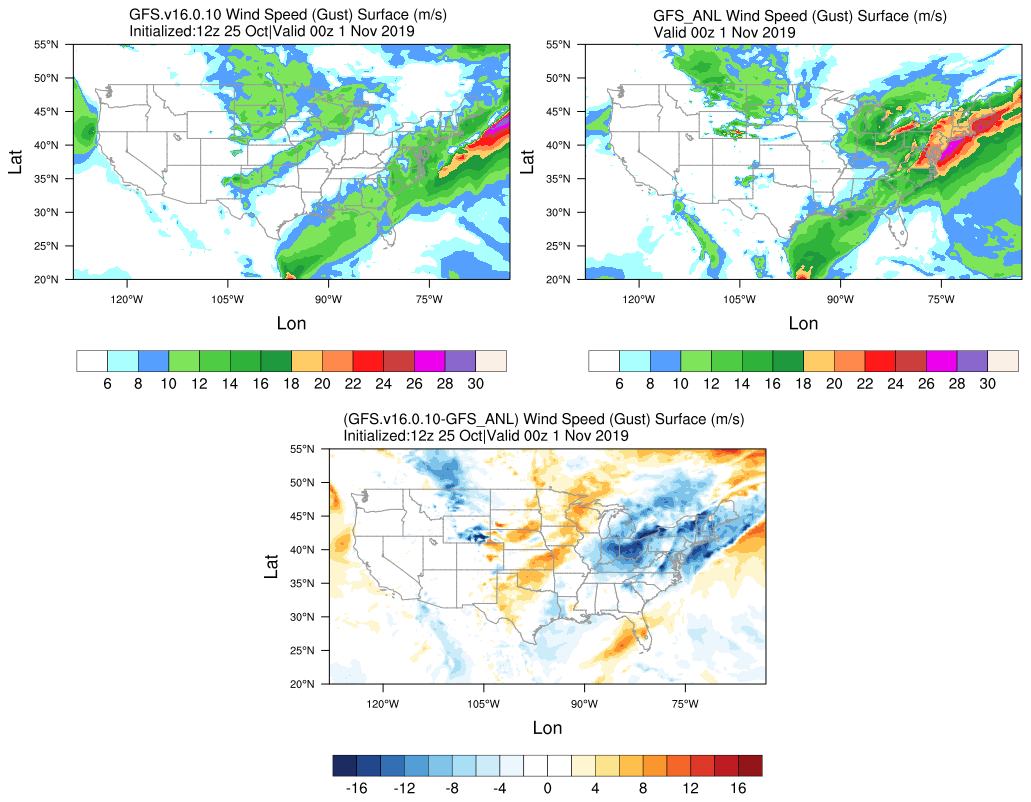 GFS.v16.0.10 Wind Speed (Gust) Surface (m/s)
Initialized:12z 25 Oct|Valid 00z 1 Nov 2019
55°N
50°N
45°N
40°N
35°N
30°N
25°N
20°N
Lat
120°W 105°W 90°W 75°W
Lon
6 8 10 12 14 16 18 20 22 24 26 28 30
GFS_ANL Wind Speed (Gust) Surface (m/s)
Valid 00z 1 Nov 2019
55°N
50°N
45°N
40°N
35°N
30°N
25°N
20°N
Lat
120°W 105°W 90°W 75°W
Lon
6 8 10 12 14 16 18 20 22 24 26 28 30
(GFS.v16.0.10-GFS_ANL) Wind Speed (Gust) Surface (m/s)
Initialized:12z 25 Oct|Valid 00z 1 Nov 2019
55°N
50°N
45°N
40°N
35°N
30°N
25°N
20°N
Lat
120°W 105°W 90°W 75°W
Lon
-16 -12 -8 -4 0 4 8 12 16